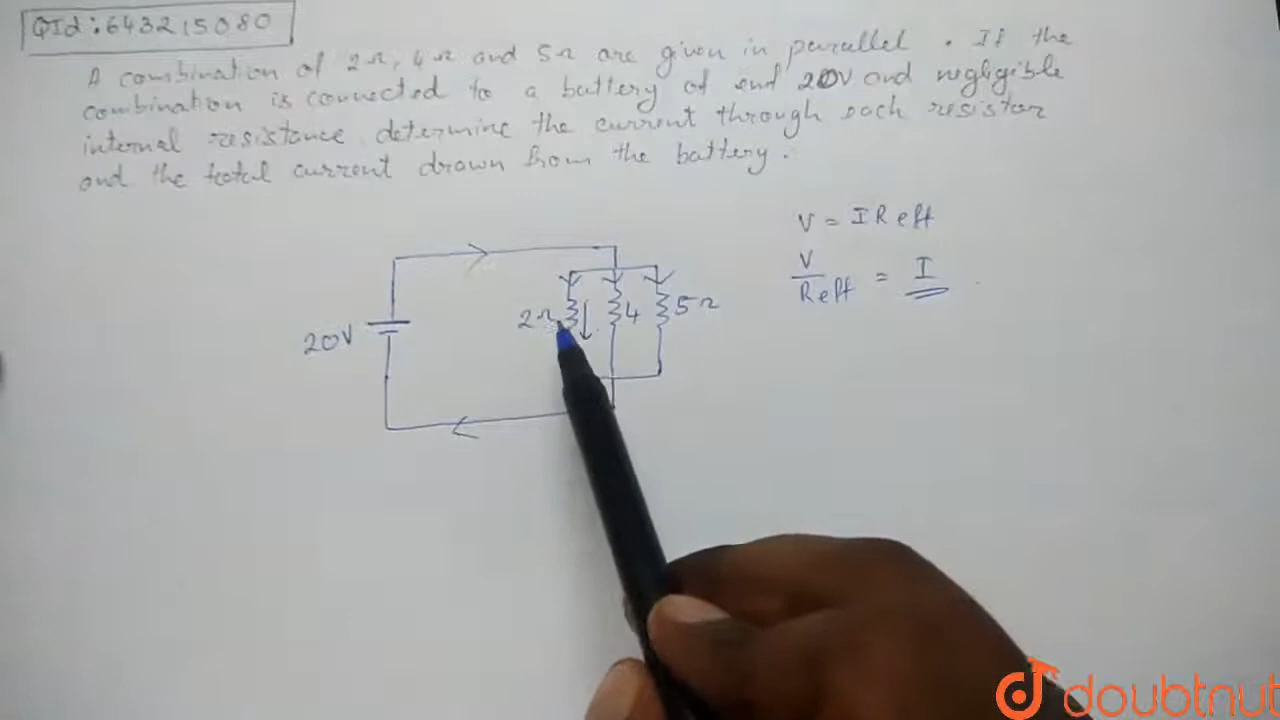 QId:643215080
A combination of 2Ω, 4Ω and 5Ω are given in parallel. If the
combination is connected to a battery of emf 20V and negligible
internal resistance determine the current through each resistor
and the total current drawn from the battery.
V = I Reff
V/Reff = I
2Ω 4 5Ω
20V
doubtnut